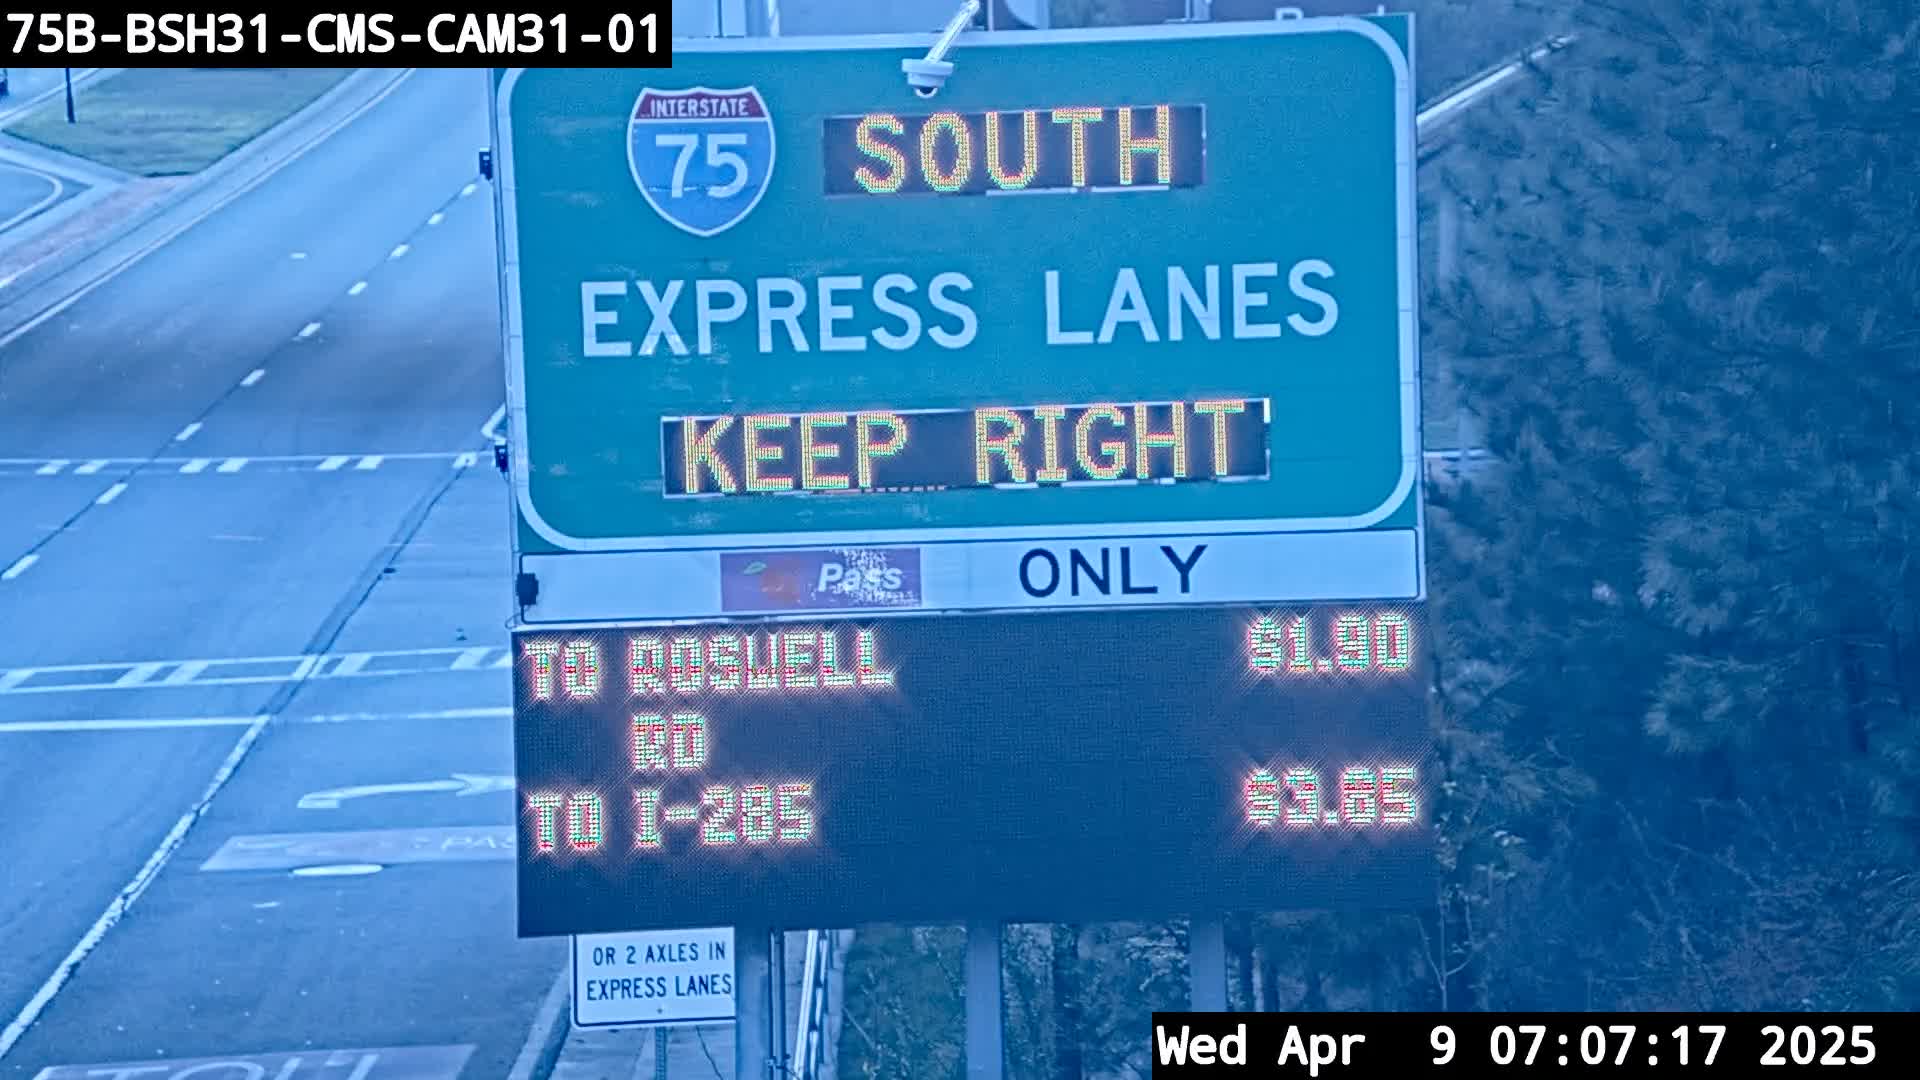 75B-BSH31-CMS-CAM31-01
INTERSTATE
75
SOUTH
EXPRESS LANES
KEEP RIGHT
Pass ONLY
TO ROSWELL $1.90
RD
TO I-285 $3.85
OR 2 AXLES IN
EXPRESS LANES
Wed Apr 9 07:07:17 2025